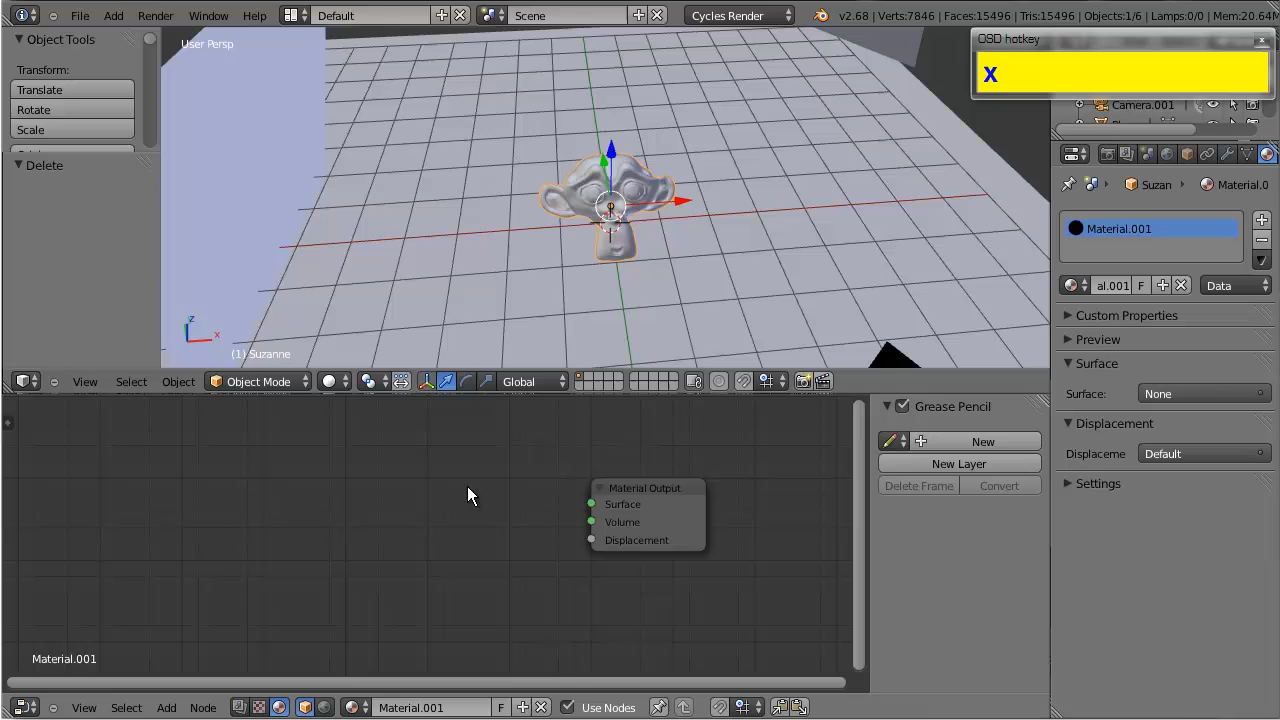 File Add Render Window Help Default Scene Cycles Render v2.68 | Verts:7846 | Faces:15496 | Tris:15496 | Objects:1/6 | Lamps:0/0 | Mem:20.64M
Object Tools
Transform:
Translate
Rotate
Scale
Delete
User Persp
z
x
(1) Suzanne
OSD hotkey
x
X
Camera.001
Suzan Material.0
Material.001
al.001 F Data
Custom Properties
Preview
Surface
Surface: None
Displacement
Displaceme Default
Settings
View Select Object Object Mode Global
Material Output
Surface
Volume
Displacement
Material.001
Grease Pencil
New
New Layer
Delete Frame Convert
View Select Add Node Material.001 F Use Nodes